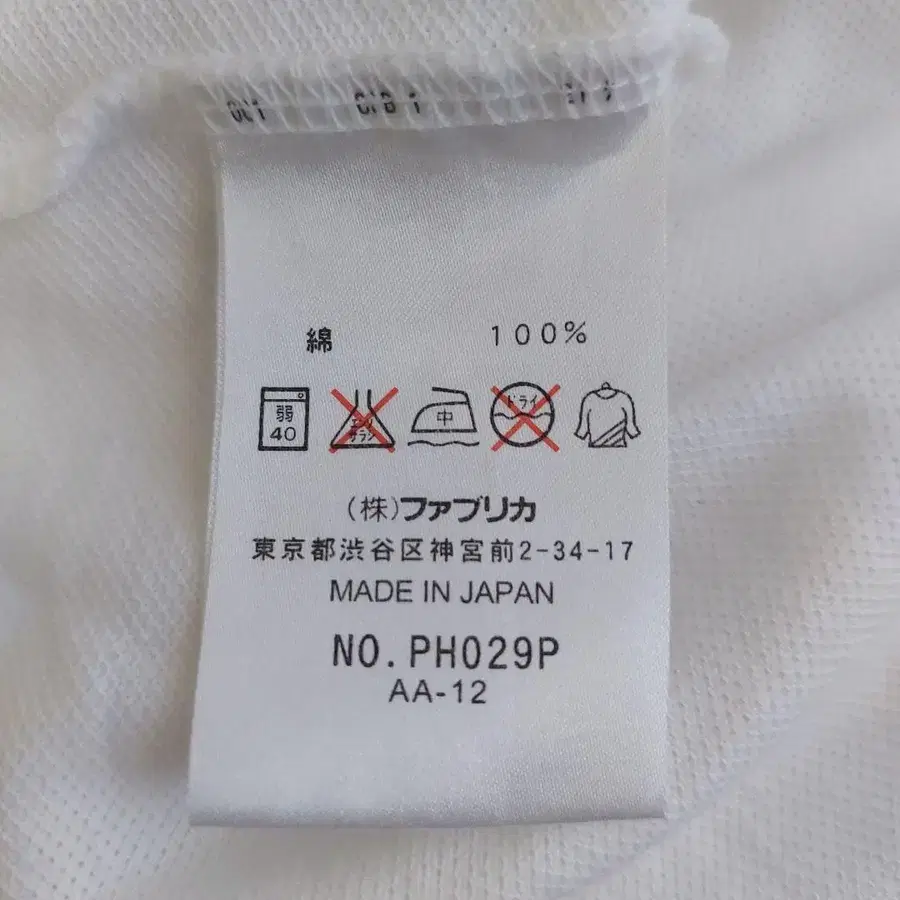 綿 100%
弱 40 エンソサラシ 中 ドライ
(株)ファブリカ
東京都渋谷区神宮前2-34-17
MADE IN JAPAN
NO. PH029P
AA-12